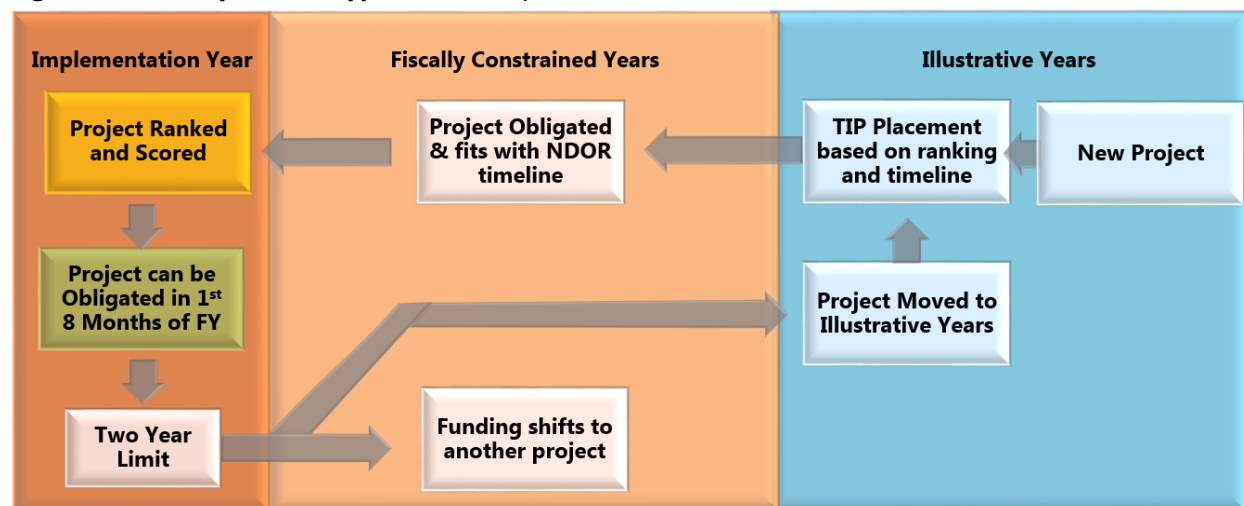 Implementation Year
Fiscally Constrained Years
Illustrative Years
Project Ranked
and Scored
Project Obligated
& fits with NDOR
timeline
TIP Placement
based on ranking
and timeline
New Project
Project can be
Obligated in 1st
8 Months of FY
Project Moved to
Illustrative Years
Two Year
Limit
Funding shifts to
another project